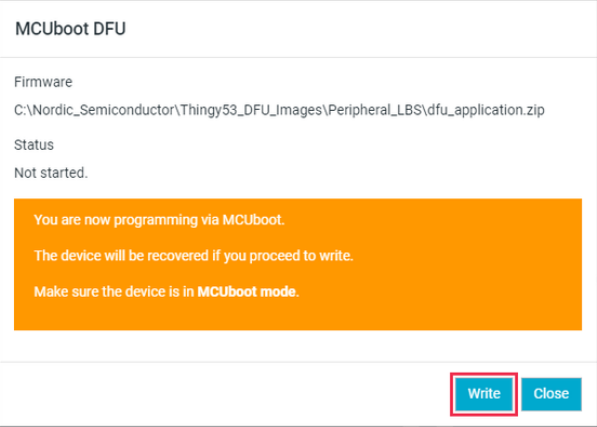 MCUboot DFU
Firmware
C:\Nordic_Semiconductor\Thingy53_DFU_Images\Peripheral_LBS\dfu_application.zip
Status
Not started.
You are now programming via MCUboot.
The device will be recovered if you proceed to write.
Make sure the device is in MCUboot mode.
Write Close